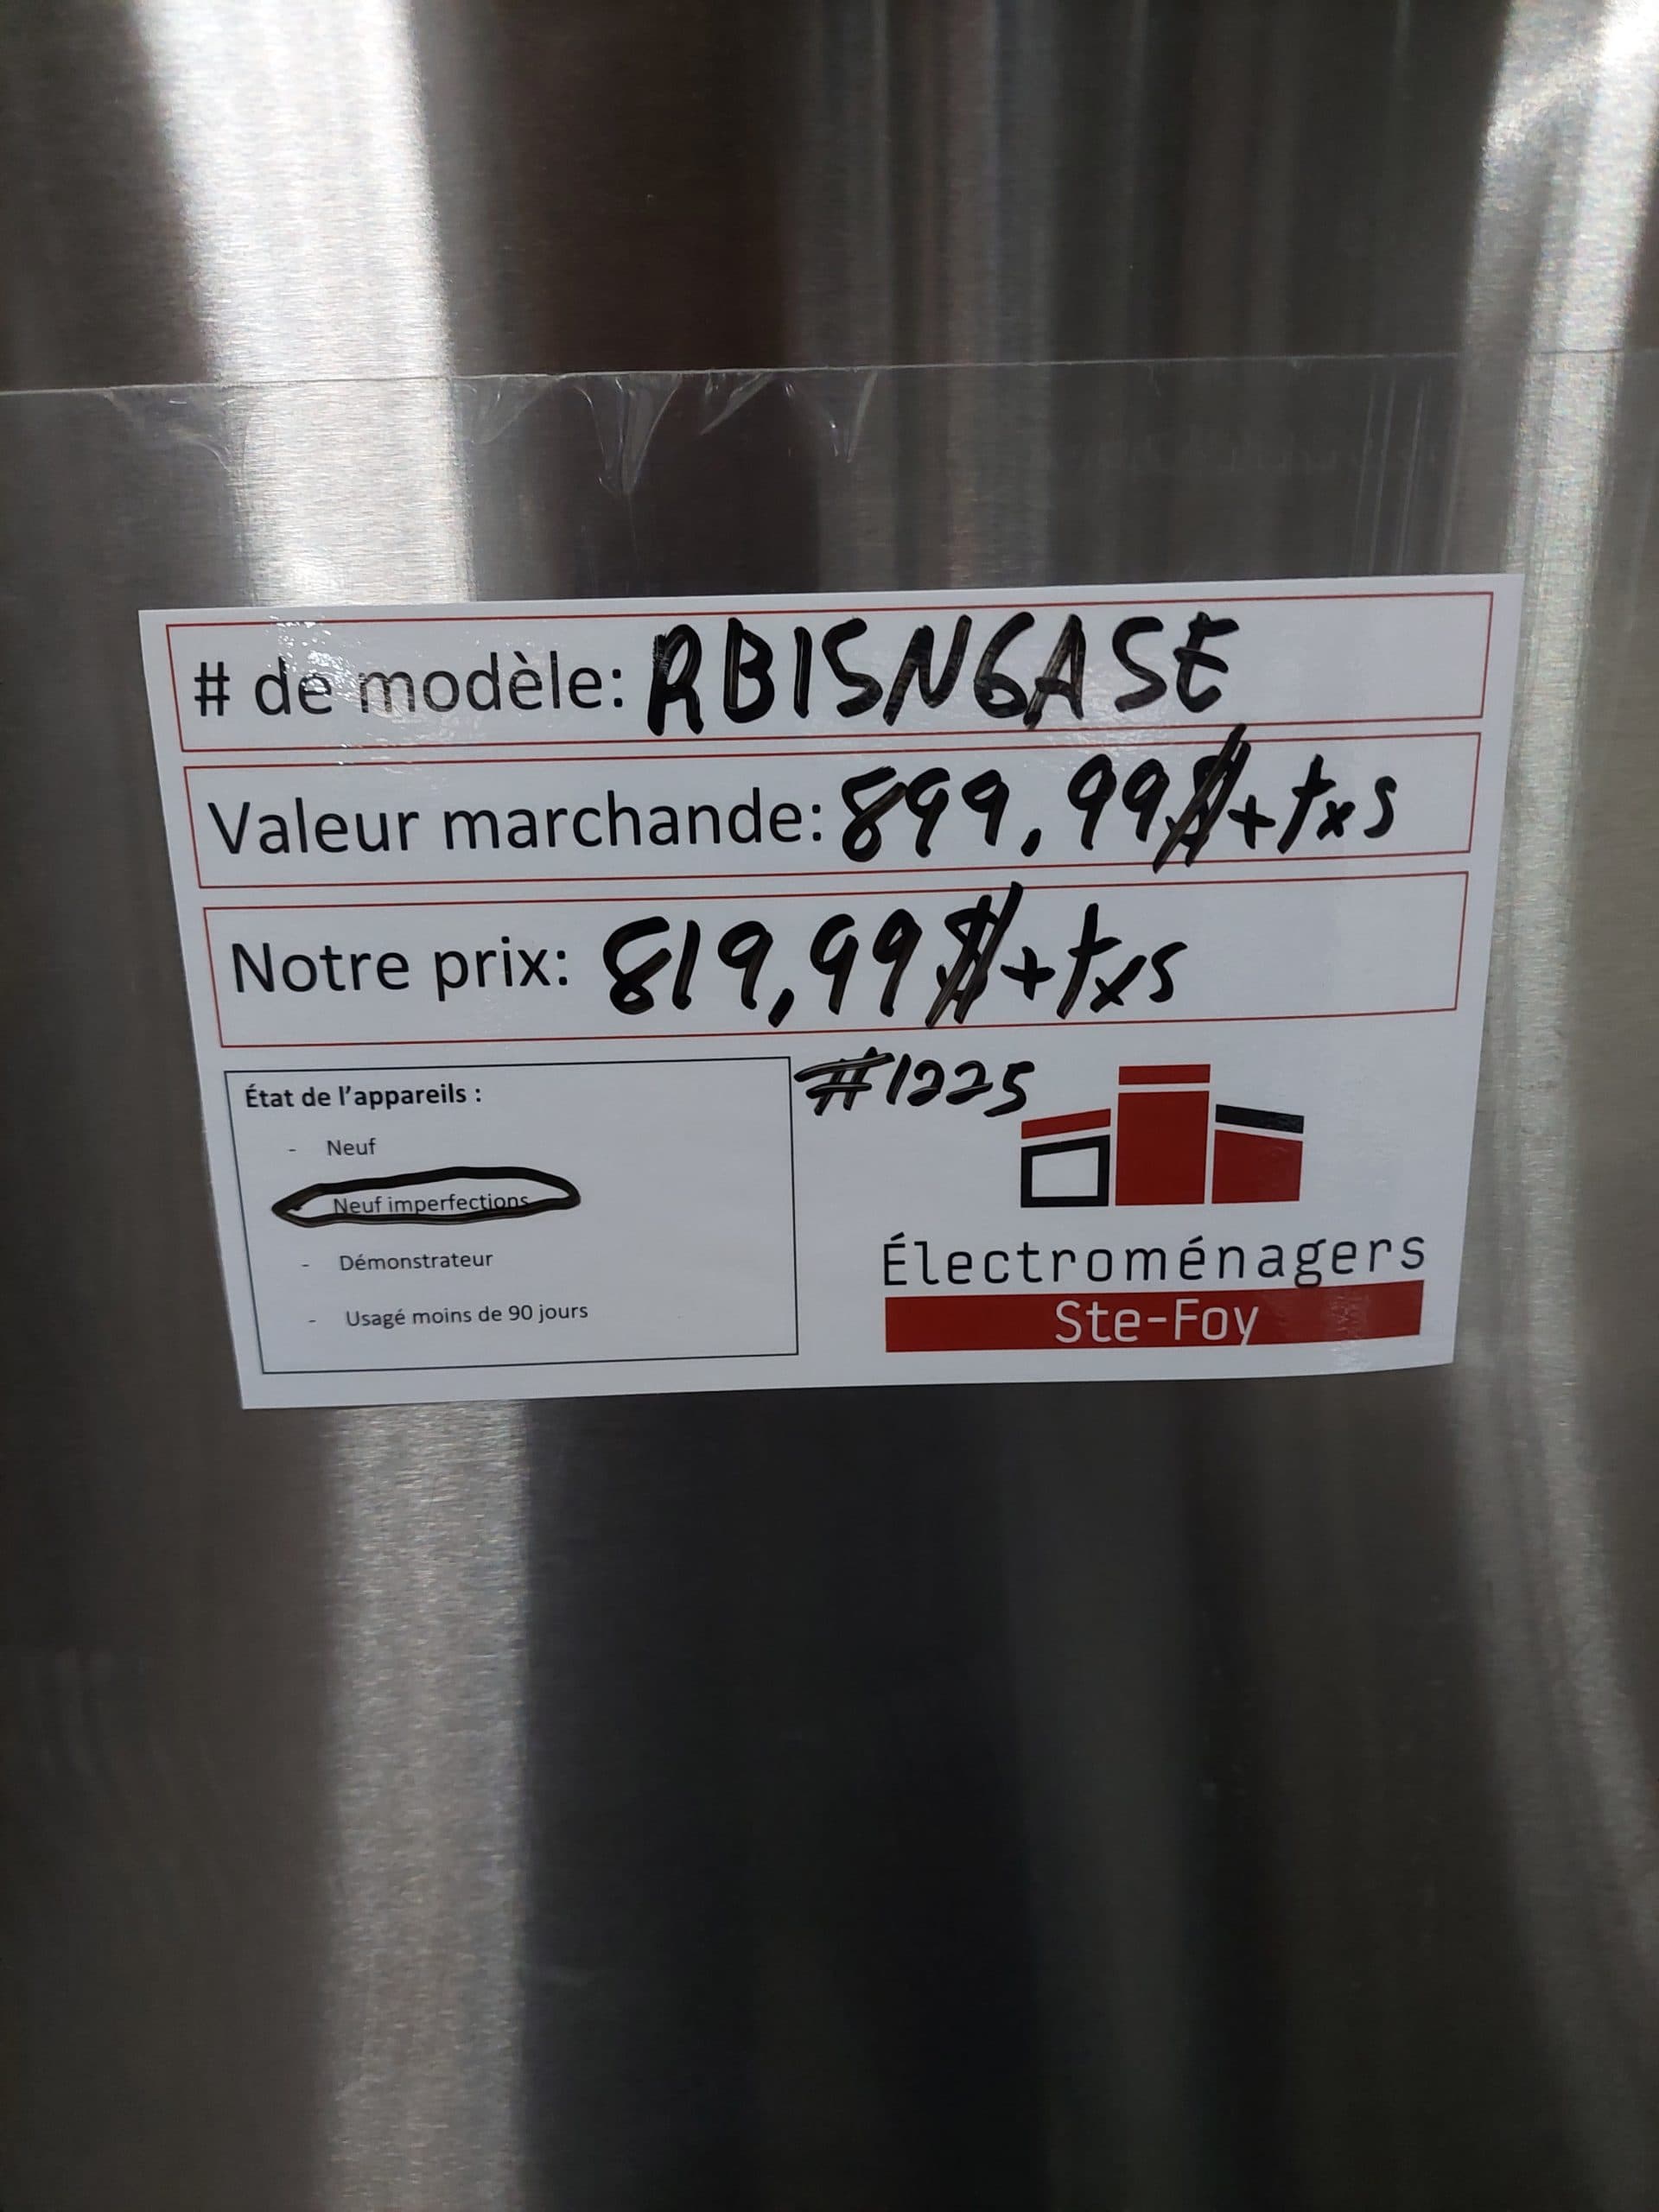 # de modèle: RB15N6ASE
Valeur marchande: 899,99$+txs
Notre prix: 819,99$+txs
#1225
État de l'appareils :
- Neuf
- Neuf imperfections
- Démonstrateur
- Usagé moins de 90 jours
Électroménagers
Ste-Foy